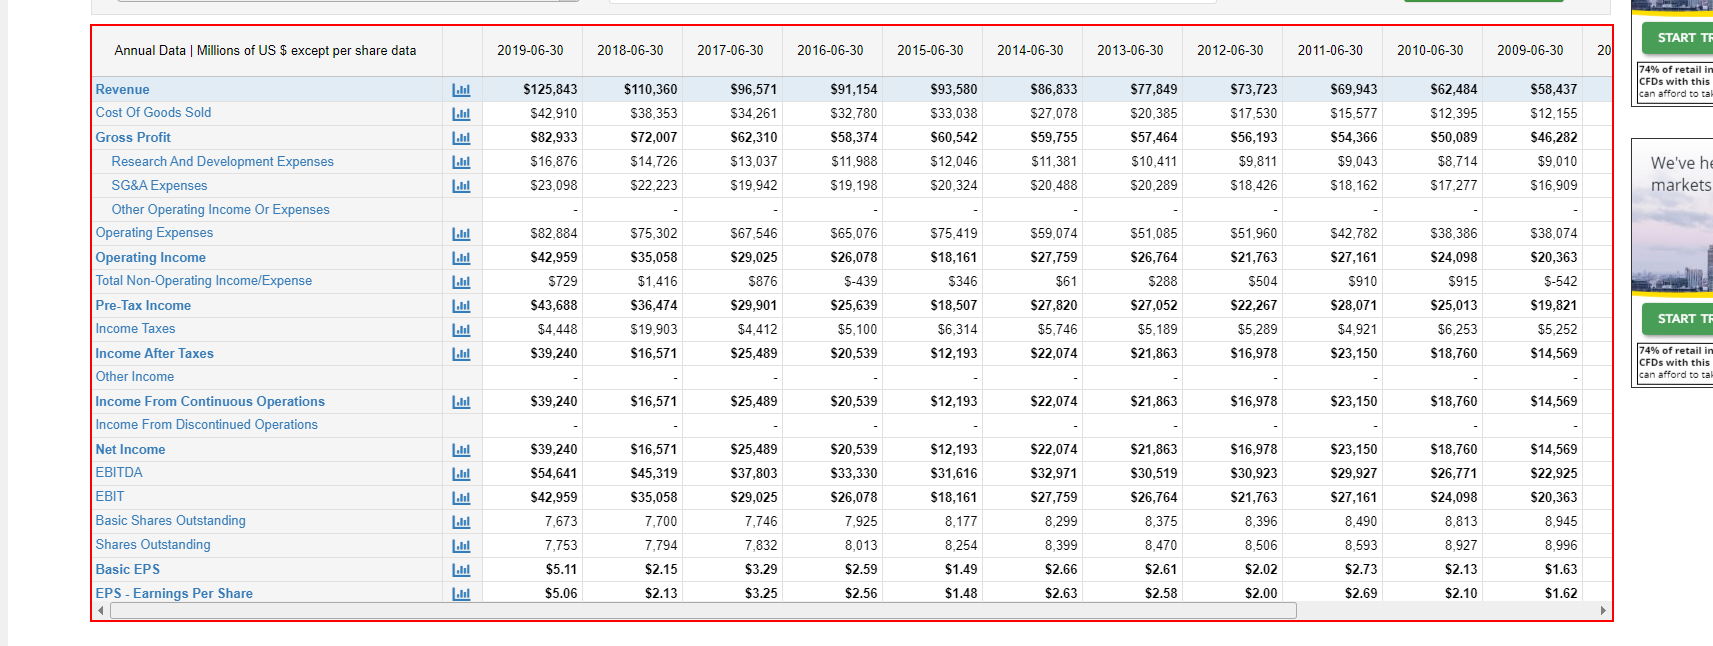 Annual Data | Millions of US $ except per share data 2019-06-30 2018-06-30 2017-06-30 2016-06-30 2015-06-30 2014-06-30 2013-06-30 2012-06-30 2011-06-30 2010-06-30 2009-06-30 20
Revenue $125,843 $110,360 $96,571 $91,154 $93,580 $86,833 $77,849 $73,723 $69,943 $62,484 $58,437
Cost Of Goods Sold $42,910 $38,353 $34,261 $32,780 $33,038 $27,078 $20,385 $17,530 $15,577 $12,395 $12,155
Gross Profit $82,933 $72,007 $62,310 $58,374 $60,542 $59,755 $57,464 $56,193 $54,366 $50,089 $46,282
Research And Development Expenses $16,876 $14,726 $13,037 $11,988 $12,046 $11,381 $10,411 $9,811 $9,043 $8,714 $9,010
SG&A Expenses $23,098 $22,223 $19,942 $19,198 $20,324 $20,488 $20,289 $18,426 $18,162 $17,277 $16,909
Other Operating Income Or Expenses - - - - - - - - - - -
Operating Expenses $82,884 $75,302 $67,546 $65,076 $75,419 $59,074 $51,085 $51,960 $42,782 $38,386 $38,074
Operating Income $42,959 $35,058 $29,025 $26,078 $18,161 $27,759 $26,764 $21,763 $27,161 $24,098 $20,363
Total Non-Operating Income/Expense $729 $1,416 $876 $-439 $346 $61 $288 $504 $910 $915 $-542
Pre-Tax Income $43,688 $36,474 $29,901 $25,639 $18,507 $27,820 $27,052 $22,267 $28,071 $25,013 $19,821
Income Taxes $4,448 $19,903 $4,412 $5,100 $6,314 $5,746 $5,189 $5,289 $4,921 $6,253 $5,252
Income After Taxes $39,240 $16,571 $25,489 $20,539 $12,193 $22,074 $21,863 $16,978 $23,150 $18,760 $14,569
Other Income - - - - - - - - - - -
Income From Continuous Operations $39,240 $16,571 $25,489 $20,539 $12,193 $22,074 $21,863 $16,978 $23,150 $18,760 $14,569
Income From Discontinued Operations - - - - - - - - - - -
Net Income $39,240 $16,571 $25,489 $20,539 $12,193 $22,074 $21,863 $16,978 $23,150 $18,760 $14,569
EBITDA $54,641 $45,319 $37,803 $33,330 $31,616 $32,971 $30,519 $30,923 $29,927 $26,771 $22,925
EBIT $42,959 $35,058 $29,025 $26,078 $18,161 $27,759 $26,764 $21,763 $27,161 $24,098 $20,363
Basic Shares Outstanding 7,673 7,700 7,746 7,925 8,177 8,299 8,375 8,396 8,490 8,813 8,945
Shares Outstanding 7,753 7,794 7,832 8,013 8,254 8,399 8,470 8,506 8,593 8,927 8,996
Basic EPS $5.11 $2.15 $3.29 $2.59 $1.49 $2.66 $2.61 $2.02 $2.73 $2.13 $1.63
EPS - Earnings Per Share $5.06 $2.13 $3.25 $2.56 $1.48 $2.63 $2.58 $2.00 $2.69 $2.10 $1.62
START TR
74% of retail in
CFDs with this
can afford to tak
We've he
markets
START TR
74% of retail in
CFDs with this
can afford to tak